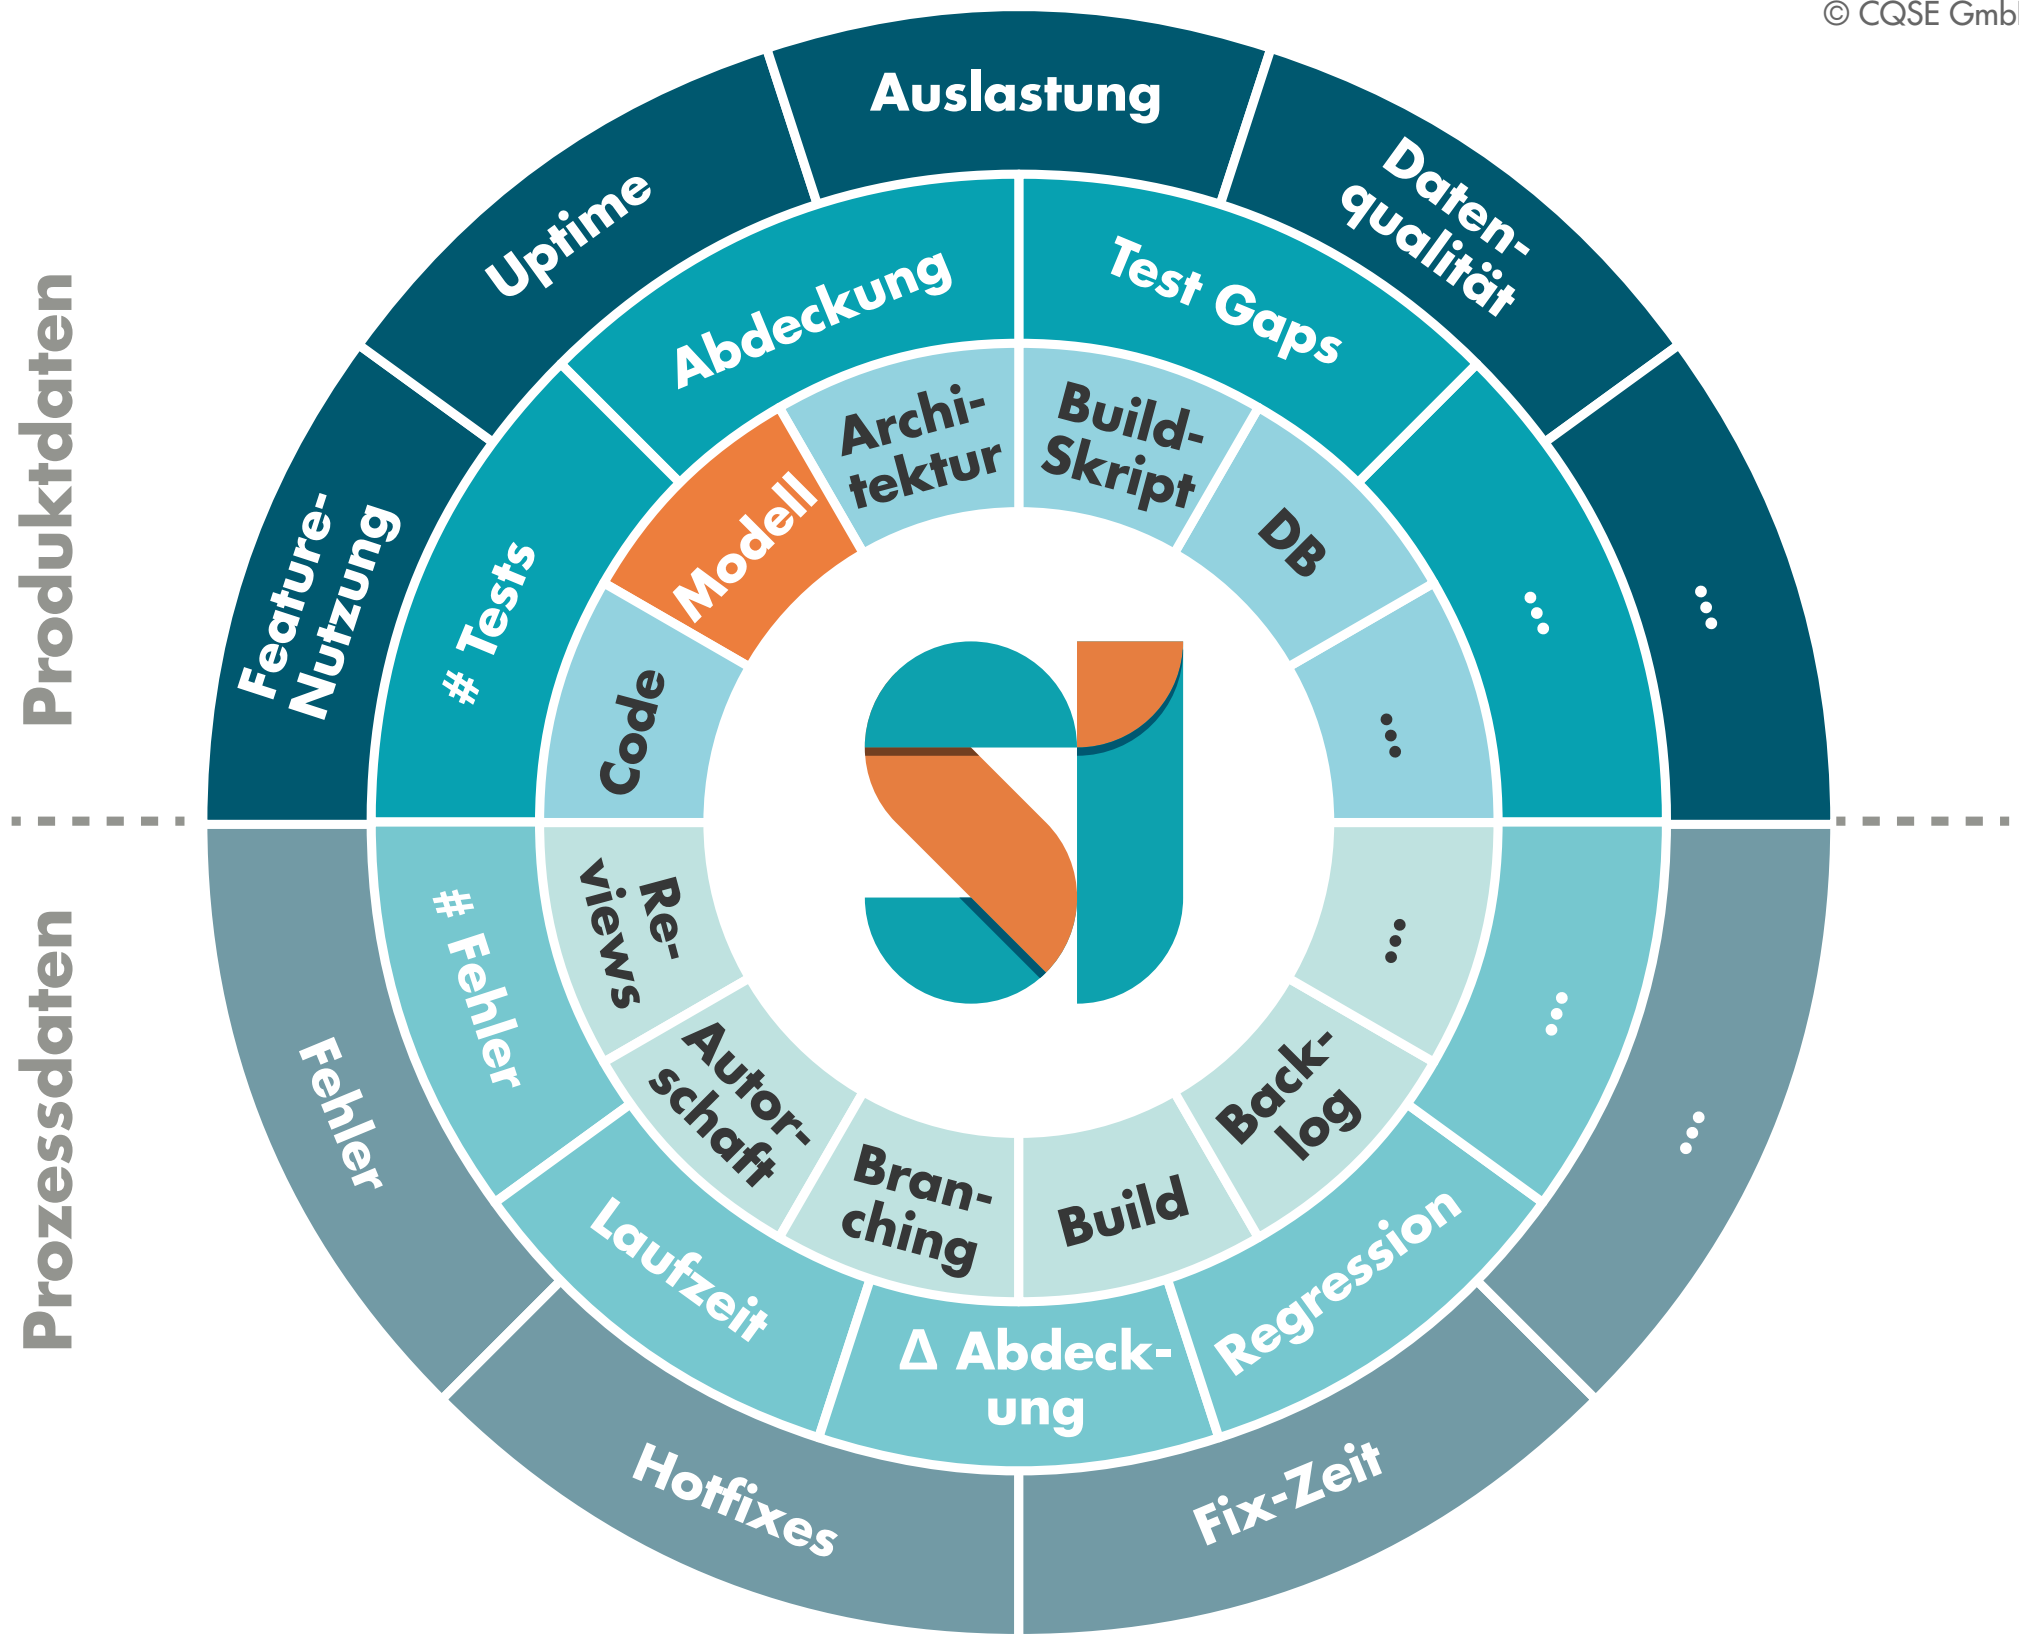 © CQSE Gmb
Produktdaten
Prozessdaten
Feature-
Nutzung
Uptime
Auslastung
Daten-
qualität
...
# Tests
Abdeckung
Test Gaps
...
Code
Modell
Archi-
tektur
Build-
Skript
DB
...
Re-
views
Autor-
schaft
Bran-
ching
Build
Back-
log
...
# Fehler
Laufzeit
Δ Abdeck-
ung
Regression
...
Fehler
Hotfixes
Fix-Zeit
...